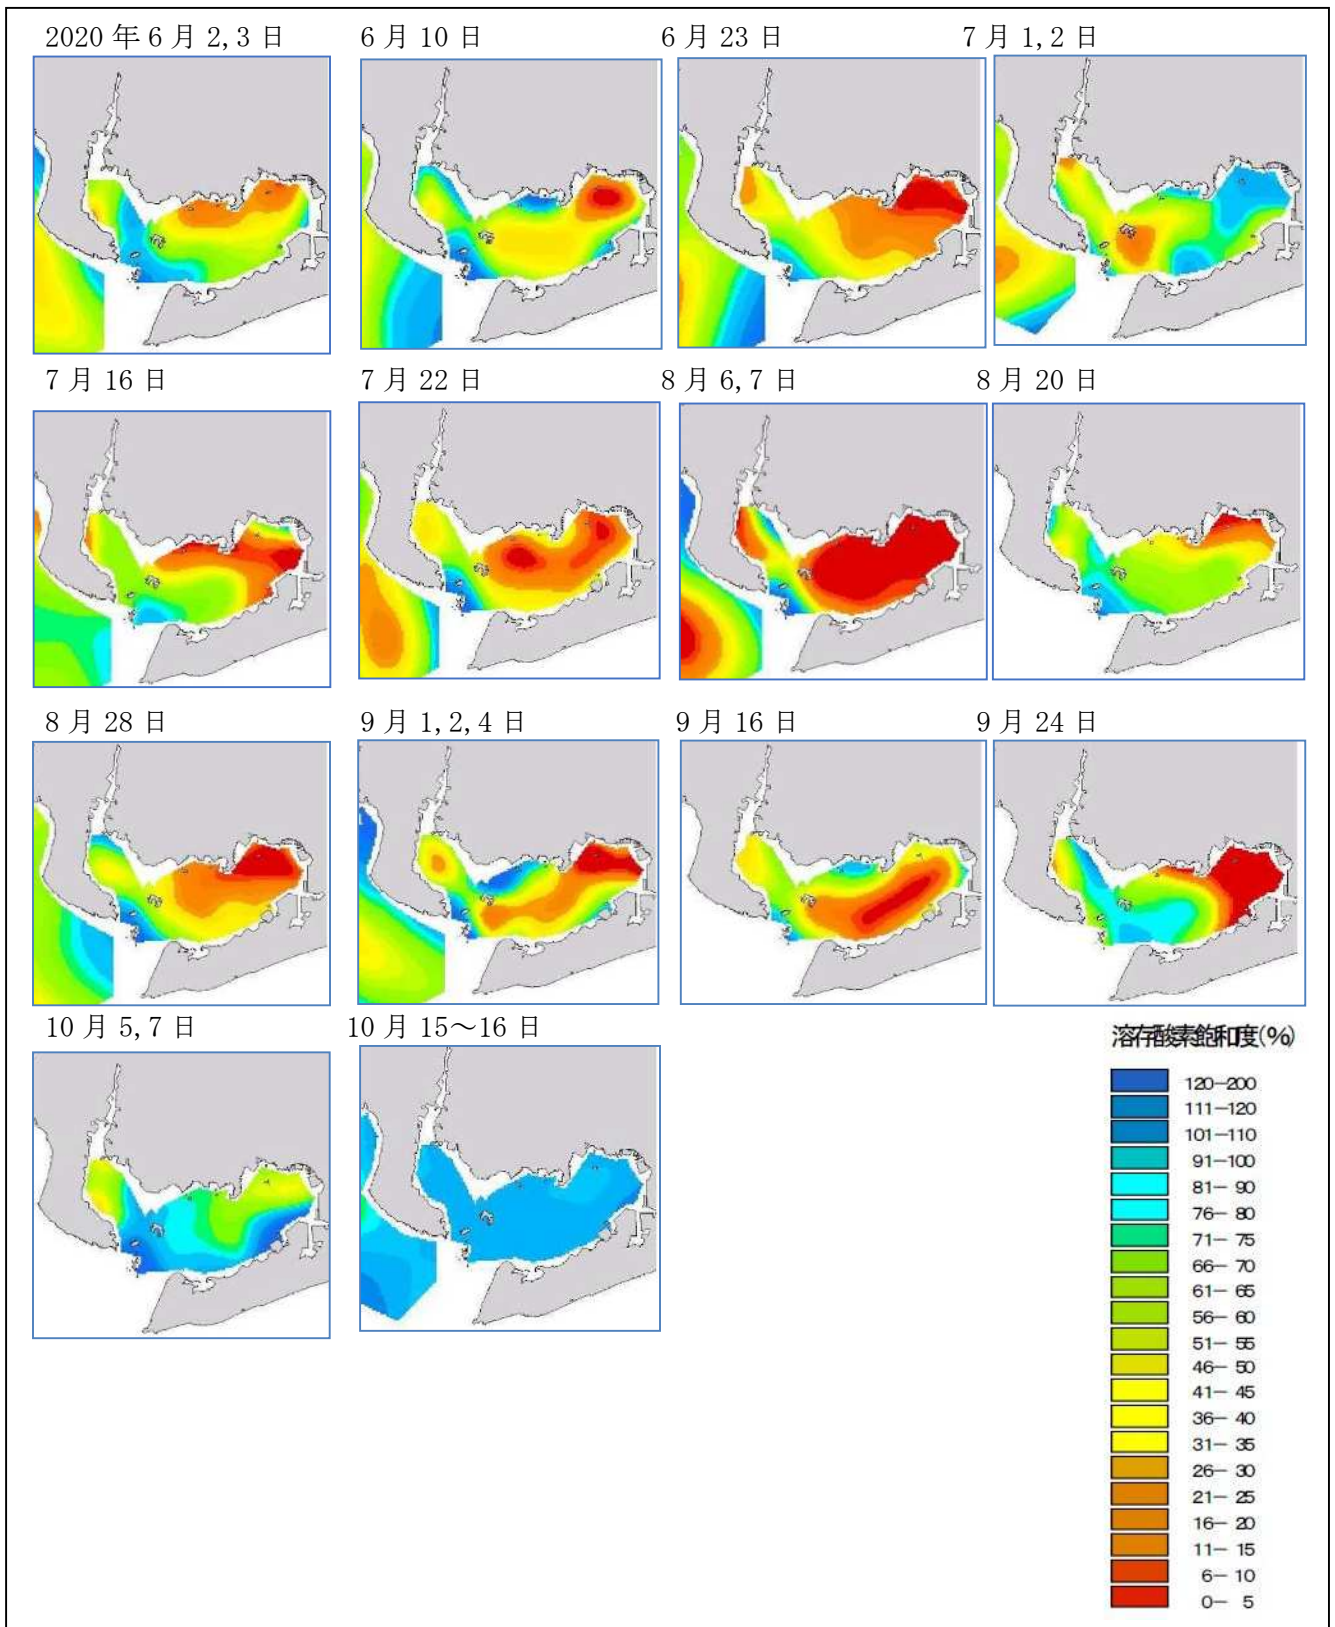 2020 年 6 月 2,3 日
6 月 10 日
6 月 23 日
7 月 1,2 日
7 月 16 日
7 月 22 日
8 月 6,7 日
8 月 20 日
8 月 28 日
9 月 1,2,4 日
9 月 16 日
9 月 24 日
10 月 5,7 日
10 月 15～16 日
溶存酸素飽和度(%)
120-200
111-120
101-110
91-100
81- 90
76- 80
71- 75
66- 70
61- 65
56- 60
51- 55
46- 50
41- 45
36- 40
31- 35
26- 30
21- 25
16- 20
11- 15
6- 10
0- 5